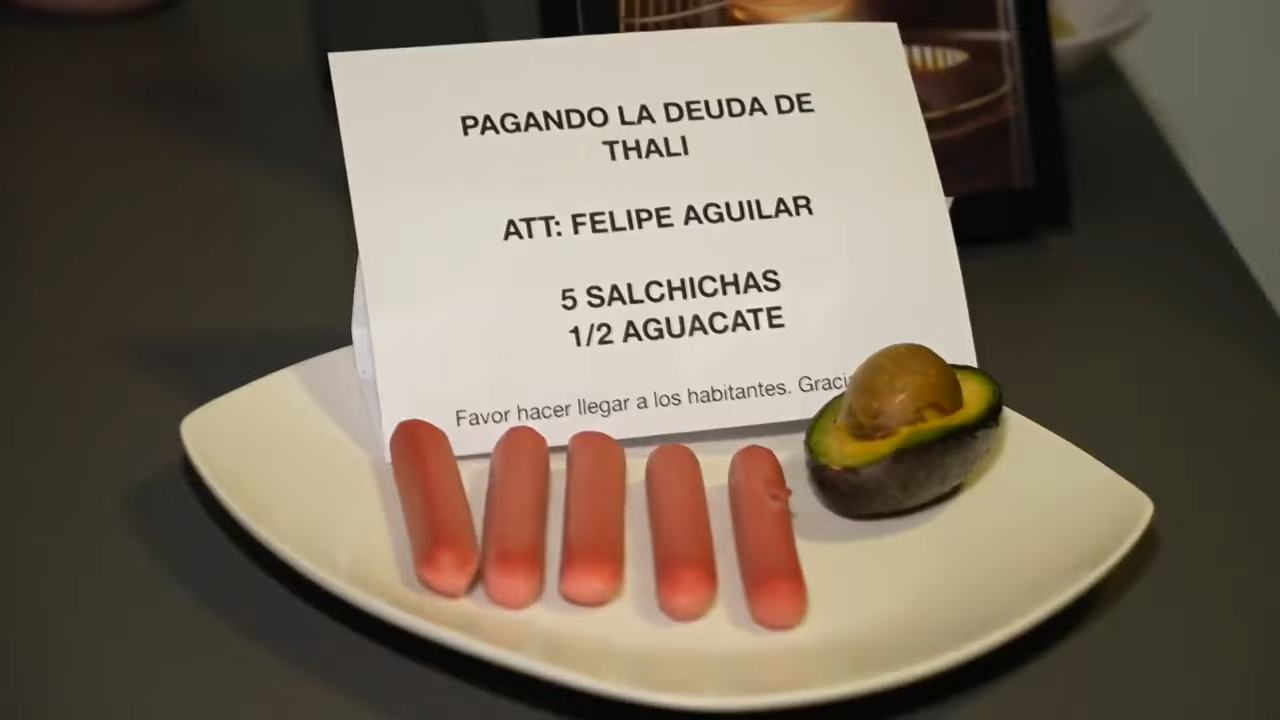 PAGANDO LA DEUDA DE
THALI
ATT: FELIPE AGUILAR
5 SALCHICHAS
1/2 AGUACATE
Favor hacer llegar a los habitantes.